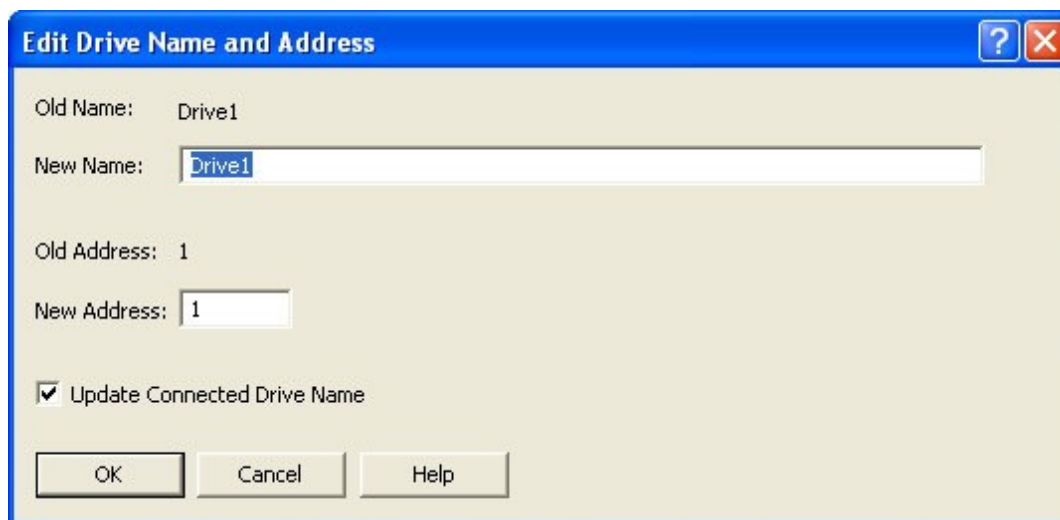 Edit Drive Name and Address
Old Name: Drive1
New Name: Drive1
Old Address: 1
New Address: 1
Update Connected Drive Name
OK Cancel Help